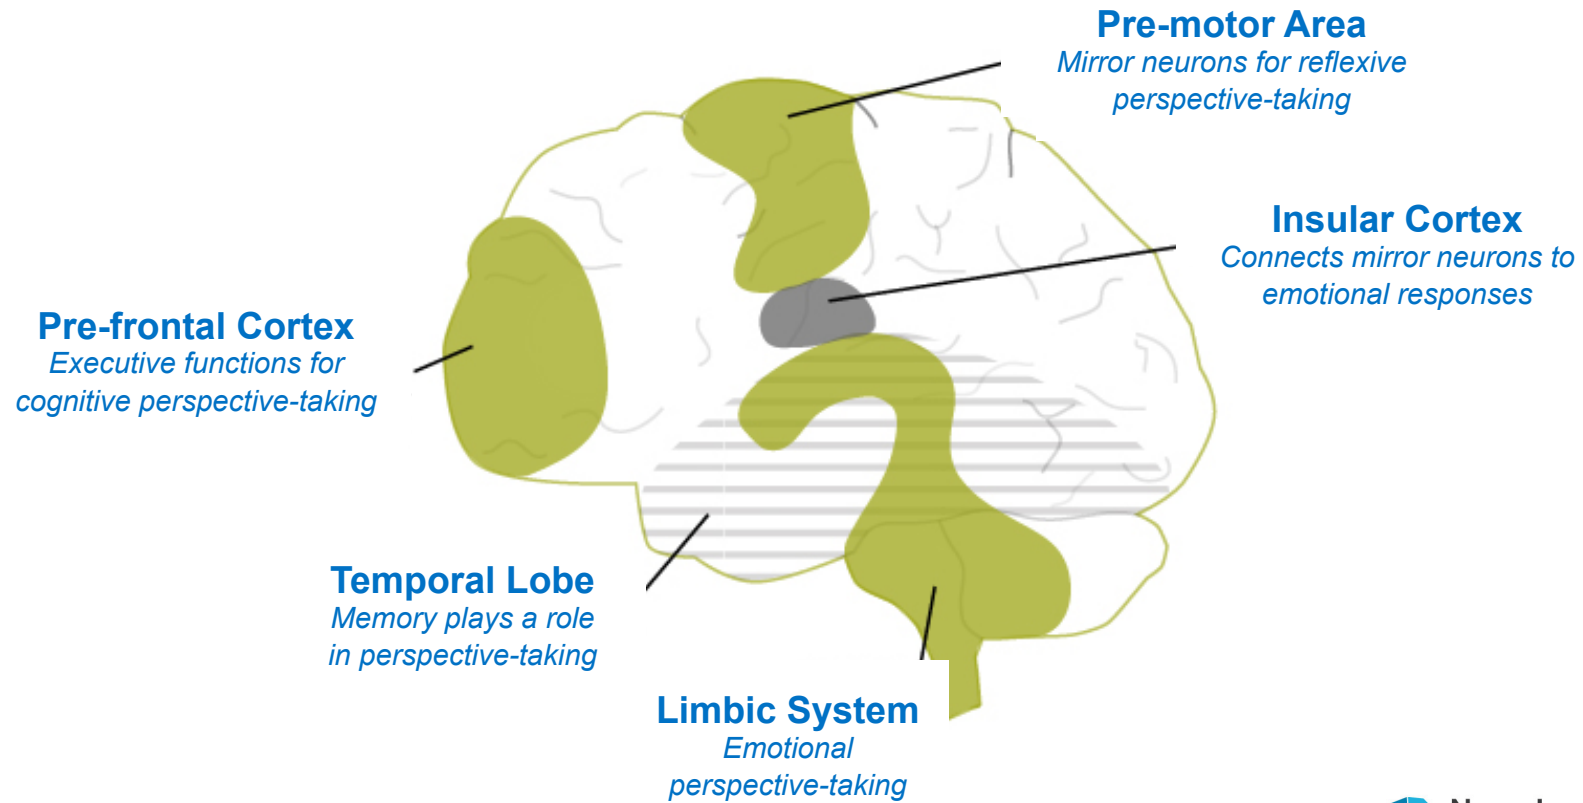 Pre-motor Area
Mirror neurons for reflexive
perspective-taking
Insular Cortex
Connects mirror neurons to
emotional responses
Pre-frontal Cortex
Executive functions for
cognitive perspective-taking
Temporal Lobe
Memory plays a role
in perspective-taking
Limbic System
Emotional
perspective-taking